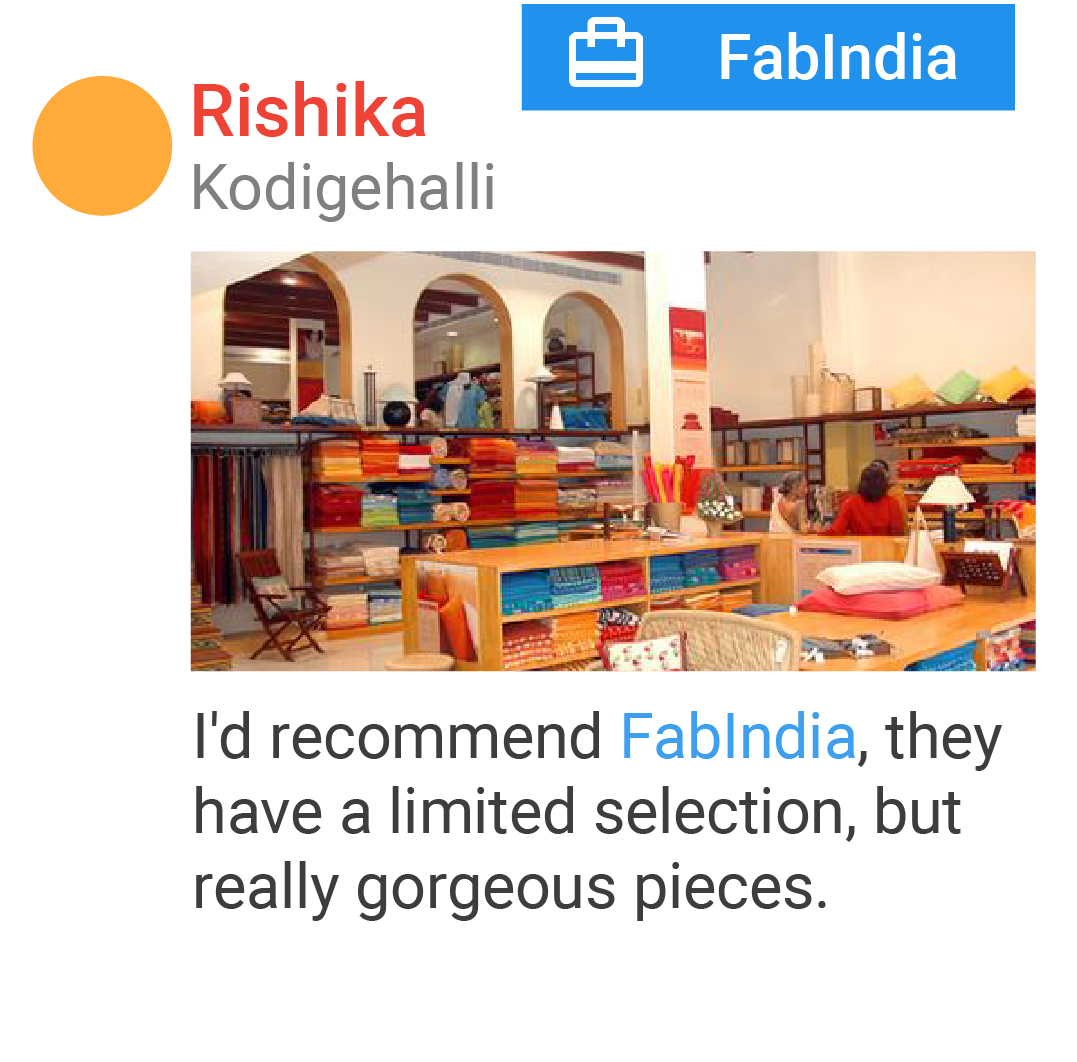 FabIndia
Rishika
Kodigehalli
I'd recommend FabIndia, they
have a limited selection, but
really gorgeous pieces.